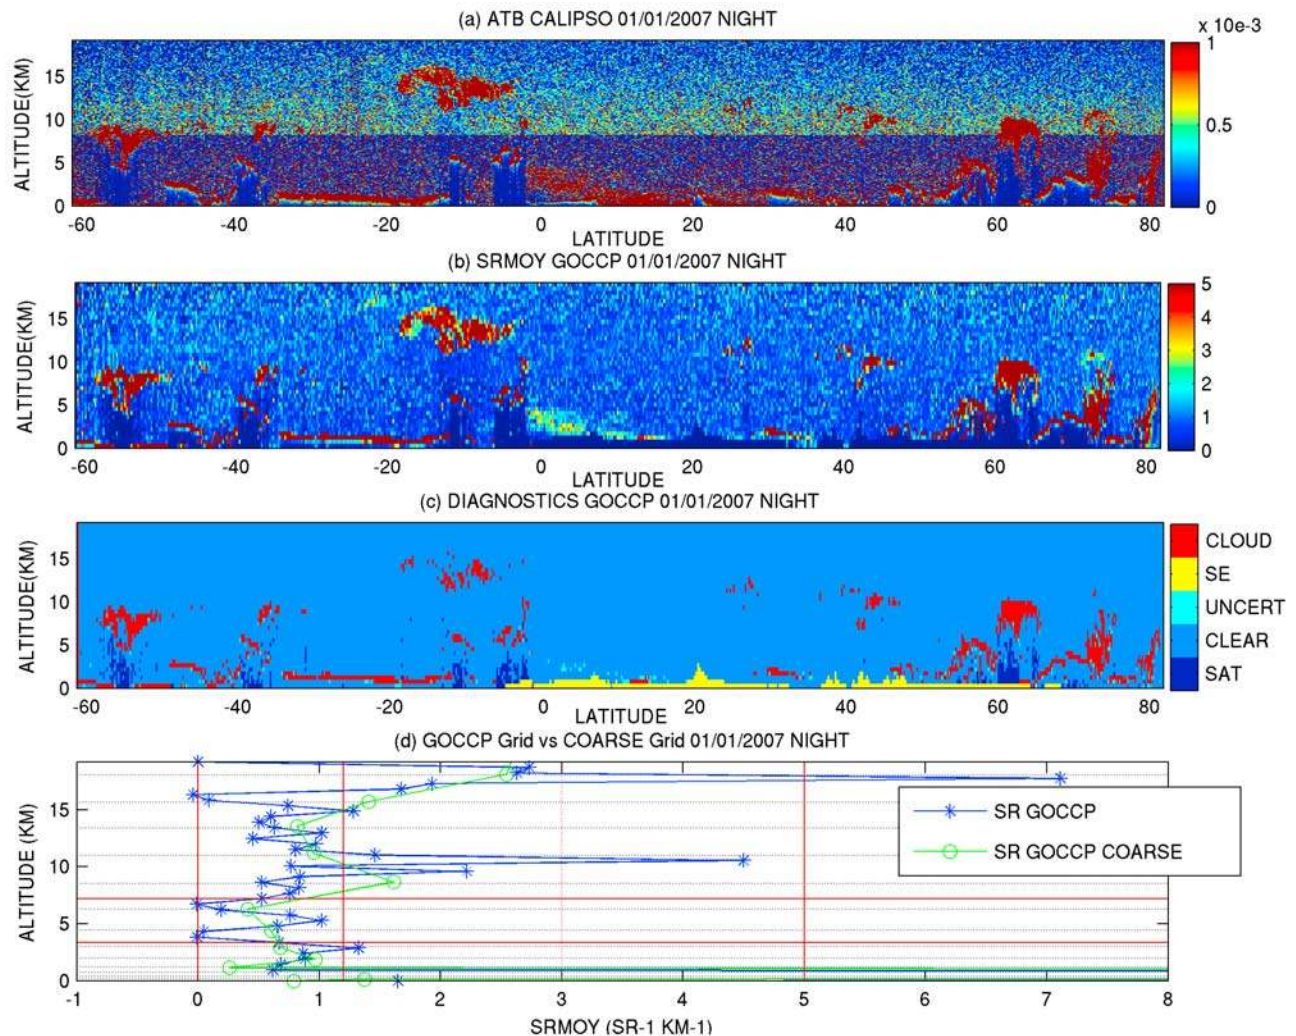 (a) ATB CALIPSO 01/01/2007 NIGHT
x 10e-3
ALTITUDE(KM)
15
10
5
0
1
0.5
0
-60 -40 -20 0 20 40 60 80
LATITUDE
(b) SRMOY GOCCP 01/01/2007 NIGHT
ALTITUDE(KM)
15
10
5
0
5
4
3
2
1
0
-60 -40 -20 0 20 40 60 80
LATITUDE
(c) DIAGNOSTICS GOCCP 01/01/2007 NIGHT
ALTITUDE(KM)
15
10
5
0
CLOUD
SE
UNCERT
CLEAR
SAT
-60 -40 -20 0 20 40 60 80
LATITUDE
(d) GOCCP Grid vs COARSE Grid 01/01/2007 NIGHT
ALTITUDE (KM)
15
10
5
0
SR GOCCP
SR GOCCP COARSE
-1 0 1 2 3 4 5 6 7 8
SRMOY (SR-1 KM-1)